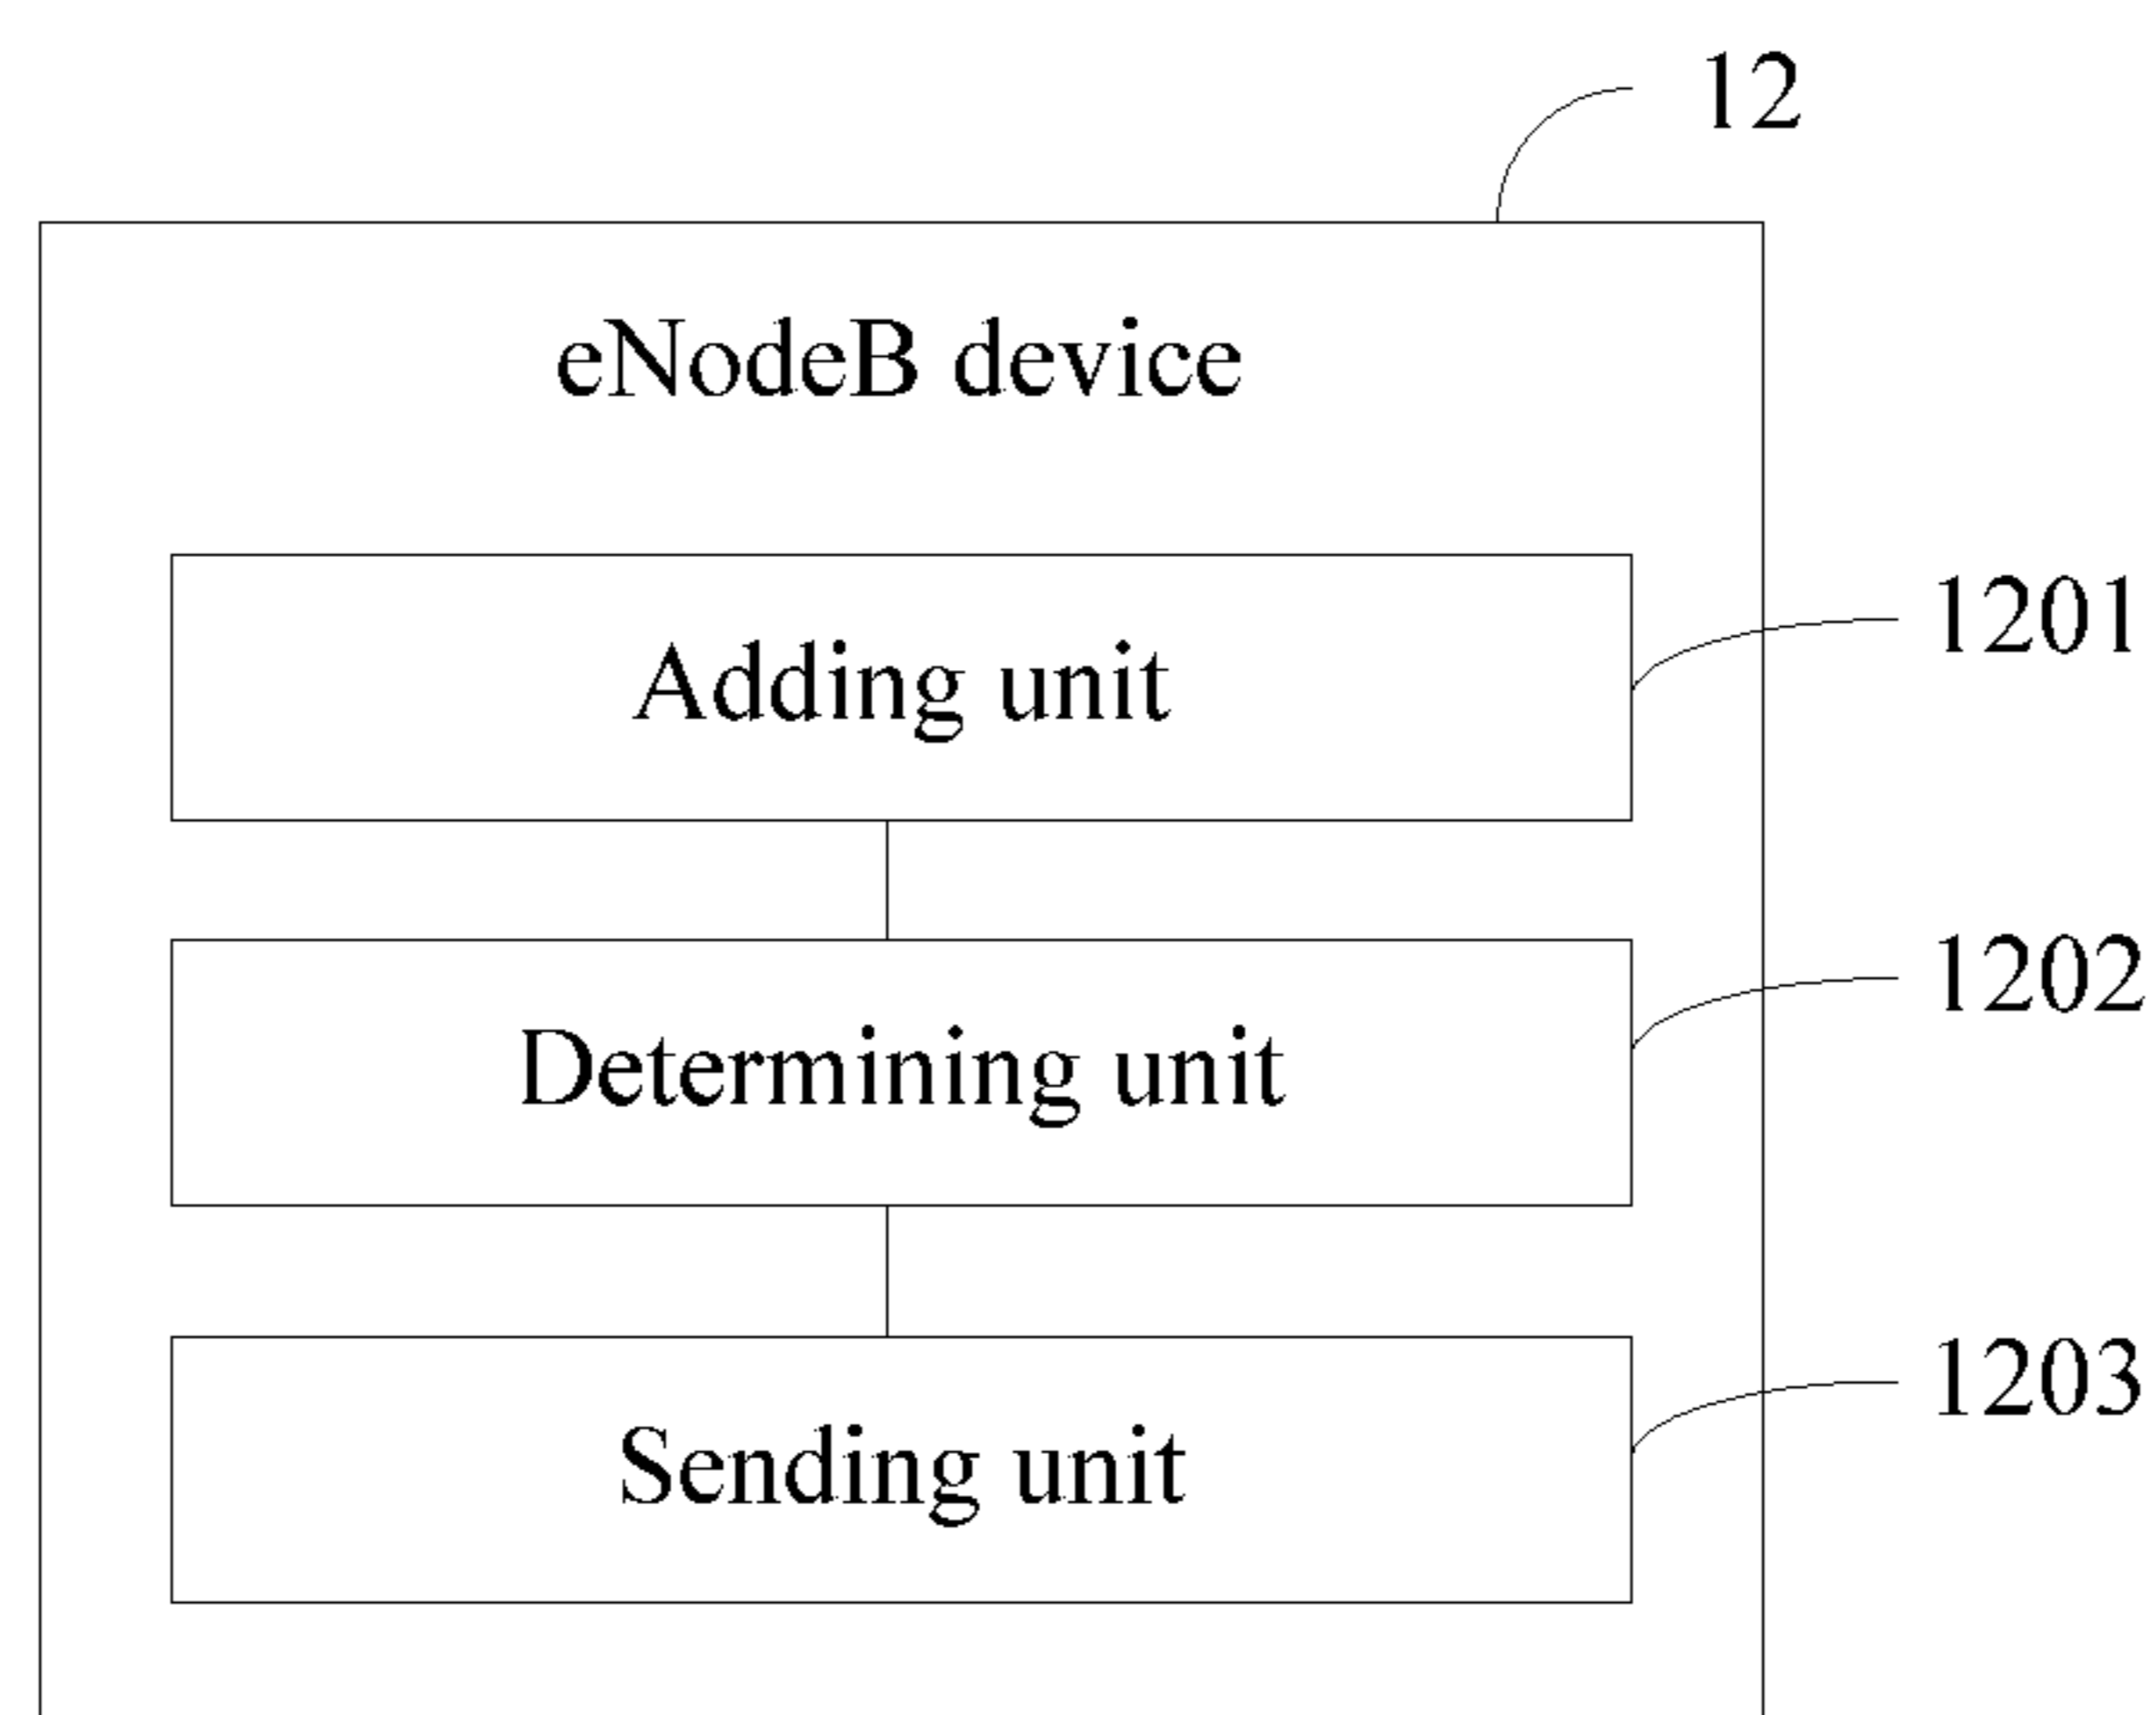 12
eNodeB device
Adding unit
1201
Determining unit
1202
Sending unit
1203